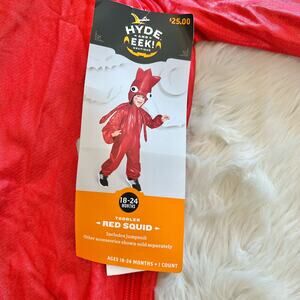 $25.00
HYDE
AND
EEK!
BOUTIQUE
18-24
MONTHS
TODDLER
RED SQUID
Includes jumpsuit
Other accessories shown sold separately
AGES 18-24 MONTHS • 1 COUNT